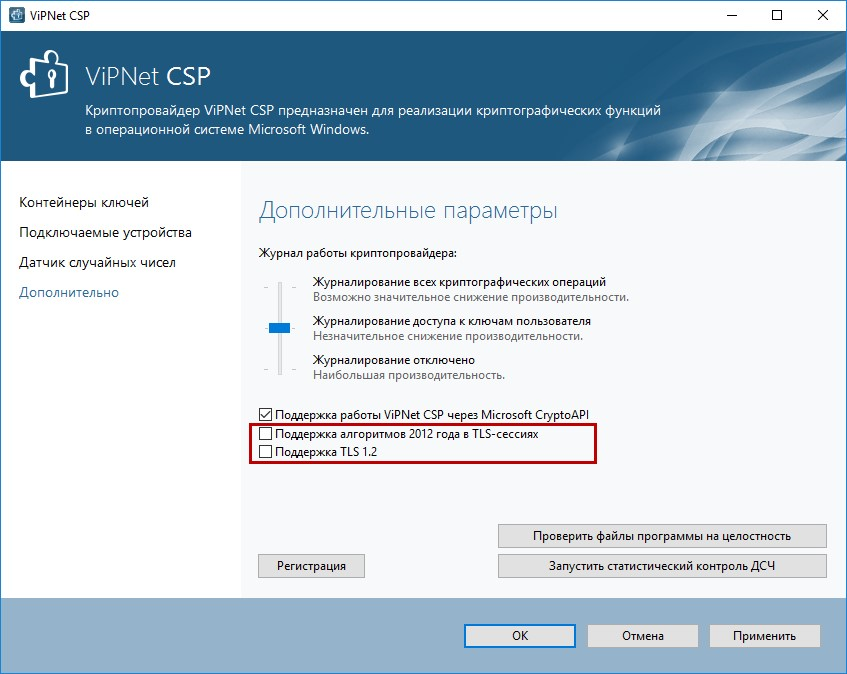 ViPNet CSP
ViPNet CSP
Криптопровайдер ViPNet CSP предназначен для реализации криптографических функций
в операционной системе Microsoft Windows.
Контейнеры ключей
Подключаемые устройства
Датчик случайных чисел
Дополнительно
Дополнительные параметры
Журнал работы криптопровайдера:
Журналирование всех криптографических операций
Возможно значительное снижение производительности.
Журналирование доступа к ключам пользователя
Незначительное снижение производительности.
Журналирование отключено
Наибольшая производительность.
Поддержка работы ViPNet CSP через Microsoft CryptoAPI
Поддержка алгоритмов 2012 года в TLS-сессиях
Поддержка TLS 1.2
Проверить файлы программы на целостность
Регистрация
Запустить статистический контроль ДСЧ
ОК
Отмена
Применить